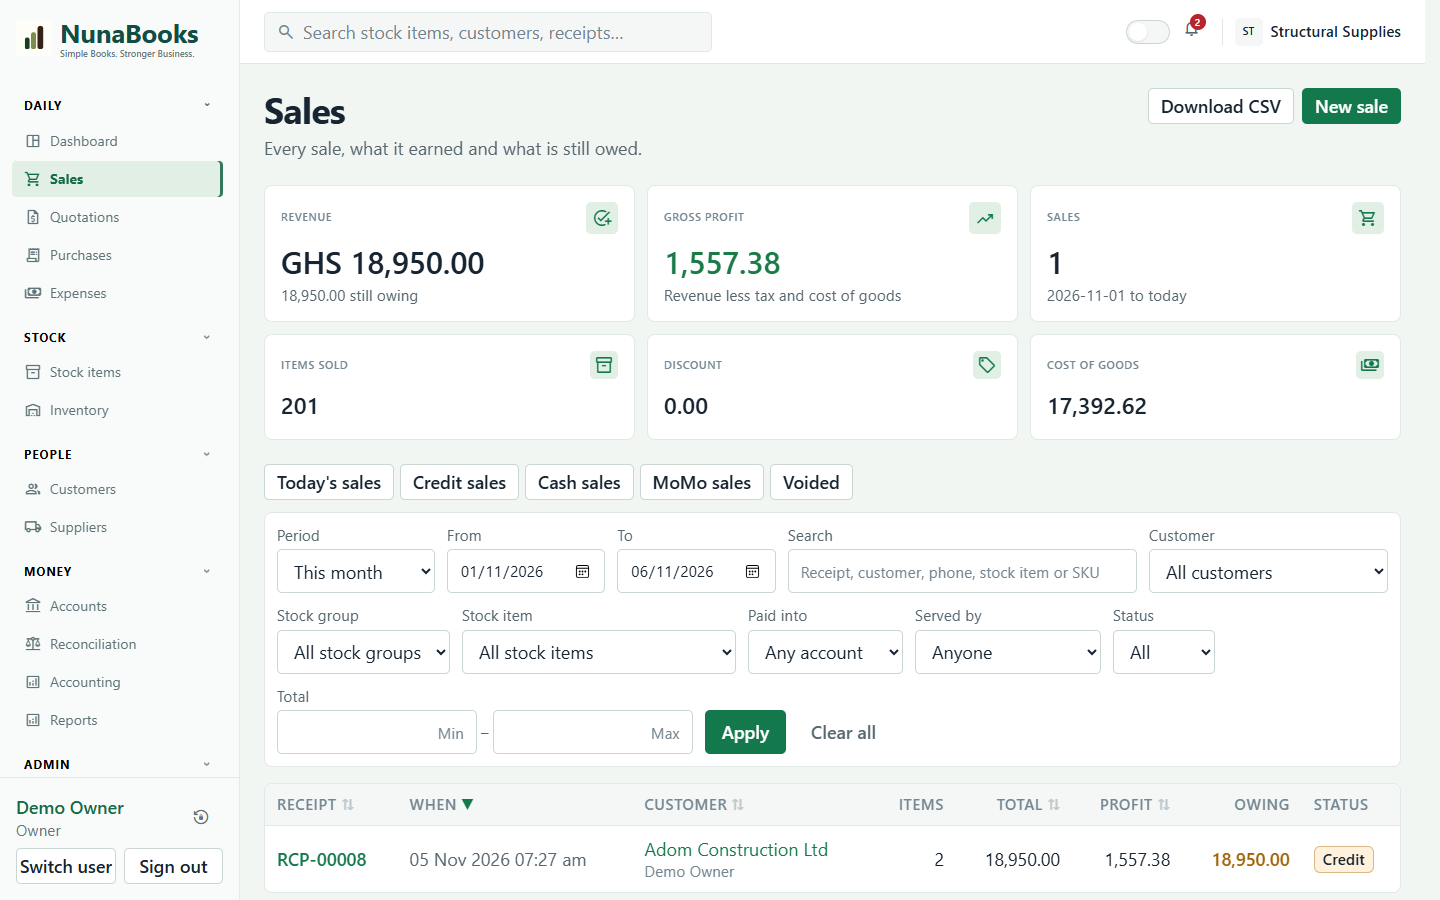 NunaBooks
Simple Books. Stronger Business.
Search stock items, customers, receipts...
2
ST
Structural Supplies
DAILY
Dashboard
Sales
Quotations
Purchases
Expenses
STOCK
Stock items
Inventory
PEOPLE
Customers
Suppliers
MONEY
Accounts
Reconciliation
Accounting
Reports
ADMIN
Demo Owner
Owner
Switch user
Sign out
Sales
Every sale, what it earned and what is still owed.
Download CSV
New sale
REVENUE
GHS 18,950.00
18,950.00 still owing
GROSS PROFIT
1,557.38
Revenue less tax and cost of goods
SALES
1
2026-11-01 to today
ITEMS SOLD
201
DISCOUNT
0.00
COST OF GOODS
17,392.62
Today's sales
Credit sales
Cash sales
MoMo sales
Voided
Period
This month
From
01/11/2026
To
06/11/2026
Search
Receipt, customer, phone, stock item or SKU
Customer
All customers
Stock group
All stock groups
Stock item
All stock items
Paid into
Any account
Served by
Anyone
Status
All
Total
Min
–
Max
Apply
Clear all
RECEIPT WHEN CUSTOMER ITEMS TOTAL PROFIT OWING STATUS
RCP-00008 05 Nov 2026 07:27 am Adom Construction Ltd 2 18,950.00 1,557.38 18,950.00 Credit
Demo Owner